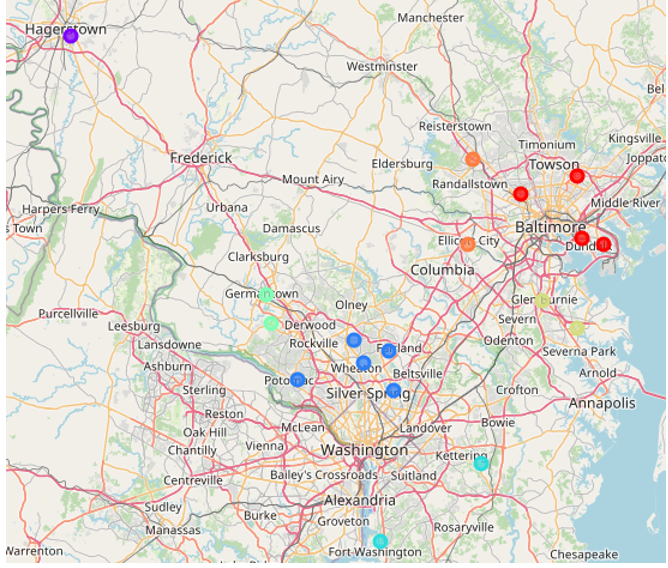 Manchester
Hagerstown
Westminster
Bel
Reisterstown
Kingsville
Timonium
Frederick
Eldersburg
Towson
Joppato
Mount Airy
Randallstown
Middle River
Harpers Ferry
Urbana
s Town
Damascus
Baltimore
Ellicott City
Clarksburg
Columbia
Germantown
Glen Burnie
Olney
Purcellville
Severn
Leesburg
Derwood
Lansdowne
Rockville
Odenton
Severna Park
Ashburn
Wheaton
Beltsville
Arnold
Sterling
Potomac
Silver Spring
Crofton
Annapolis
Reston
McLean
Landover
Bowie
Oak Hill
Vienna
Chantilly
Washington
Kettering
Centreville
Bailey's Crossroads
Suitland
Alexandria
Sudley
Burke
Groveton
Rosaryville
Manassas
Warrenton
Fort Washington
Chesapeake